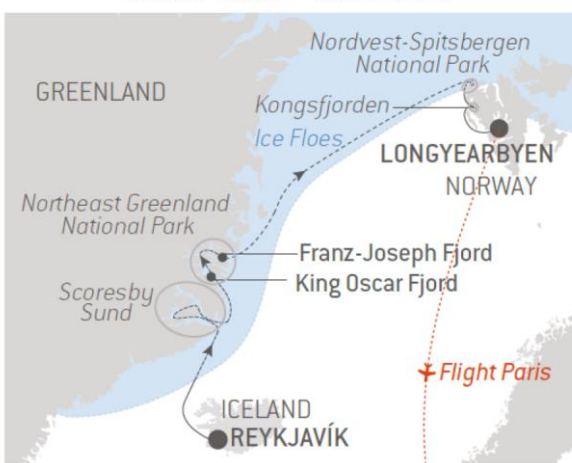 Nordvest-Spitsbergen
National Park
GREENLAND
Kongsfjorden
Ice Floes
LONGYEARBYEN
NORWAY
Northeast Greenland
National Park
Franz-Joseph Fjord
King Oscar Fjord
Scoresby
Sund
Flight Paris
ICELAND
REYKJAVÍK